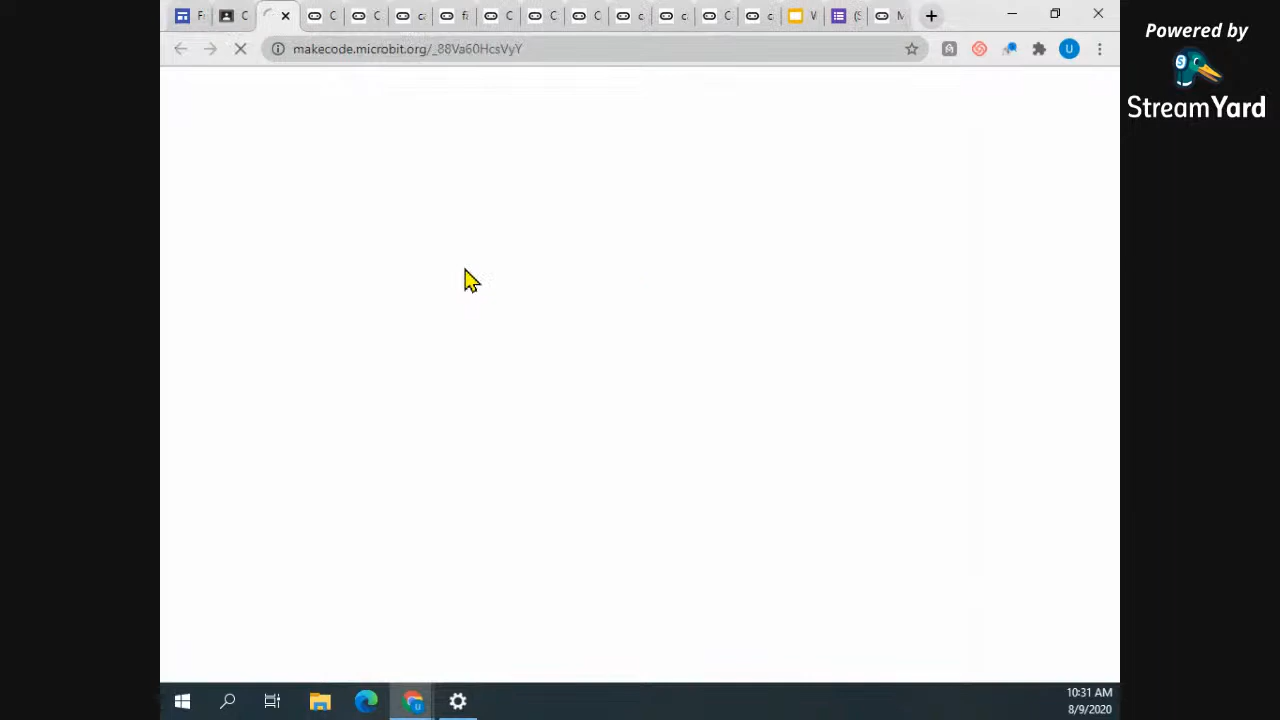 Powered by
StreamYard
makecode.microbit.org/_88Va60HcsVyY
U
10:31 AM
8/9/2020